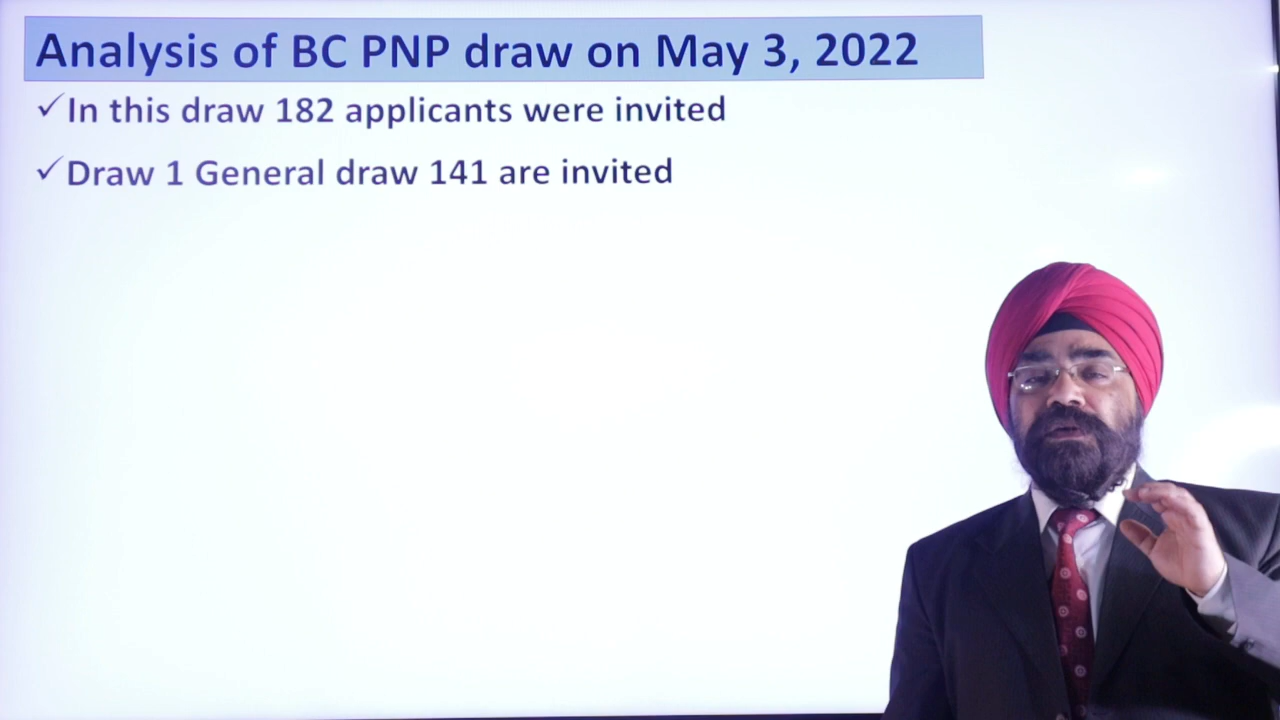 Analysis of BC PNP draw on May 3, 2022
✓In this draw 182 applicants were invited
✓Draw 1 General draw 141 are invited